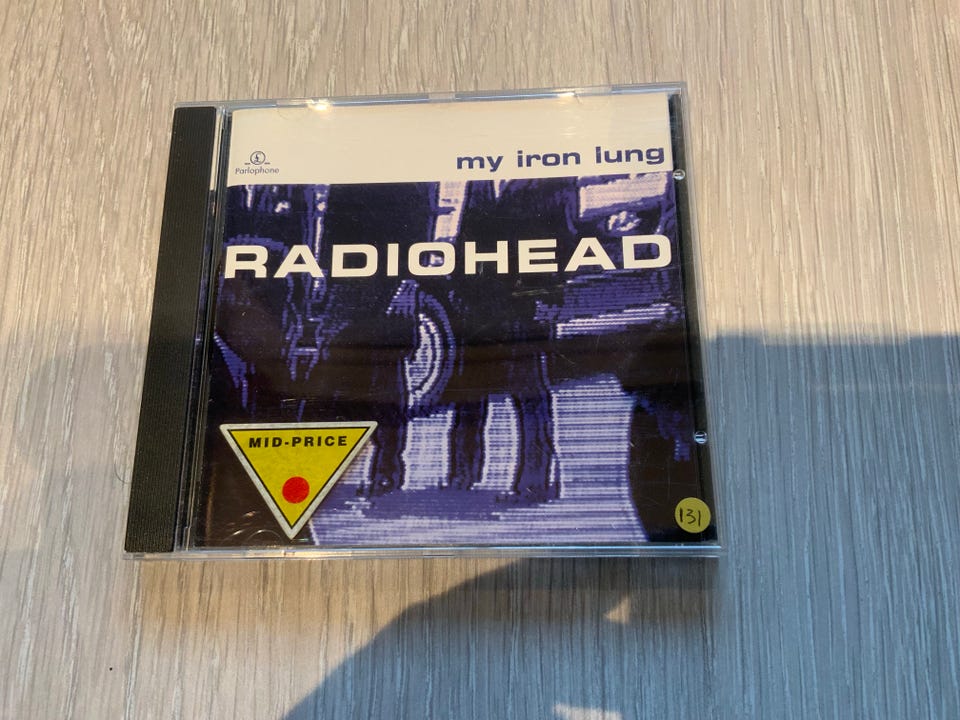 my iron lung
Parlophone
RADIOHEAD
MID-PRICE
131